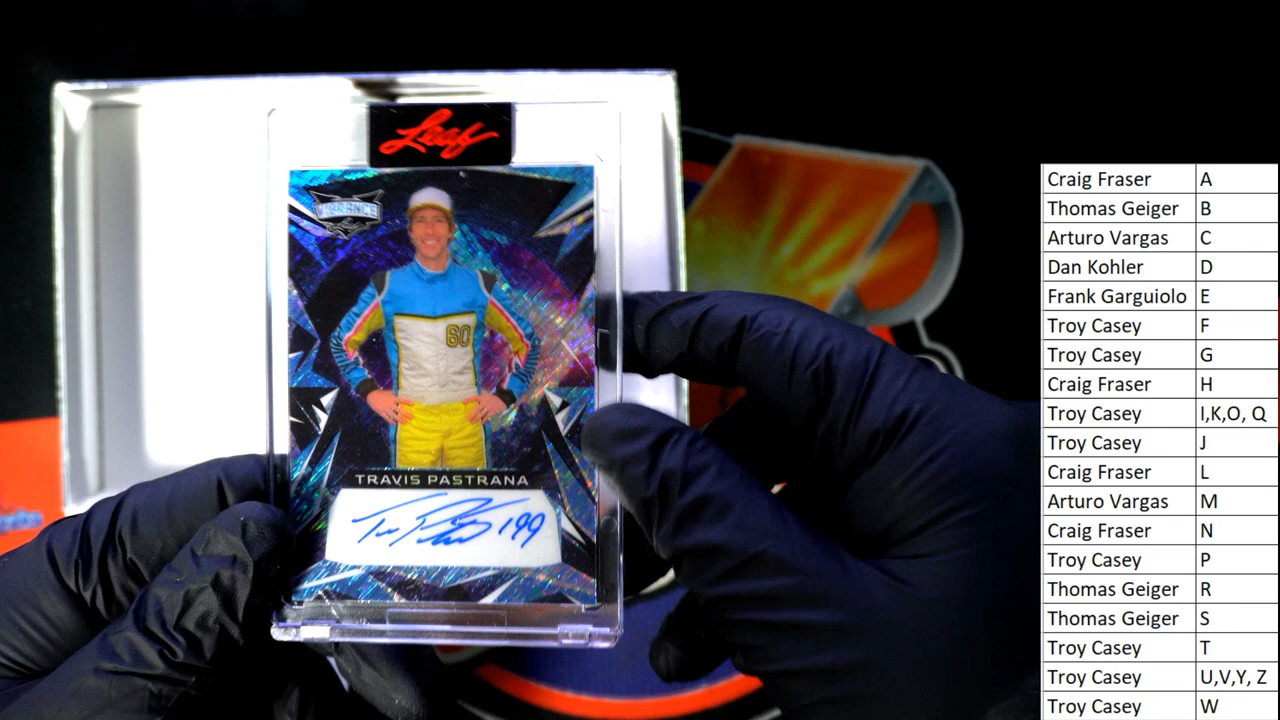 Leaf
VIBRANCE
60
TRAVIS PASTRANA
199
Craig Fraser A
Thomas Geiger B
Arturo Vargas C
Dan Kohler D
Frank Garguiolo E
Troy Casey F
Troy Casey G
Craig Fraser H
Troy Casey I,K,O, Q
Troy Casey J
Craig Fraser L
Arturo Vargas M
Craig Fraser N
Troy Casey P
Thomas Geiger R
Thomas Geiger S
Troy Casey T
Troy Casey U,V,Y, Z
Troy Casey W